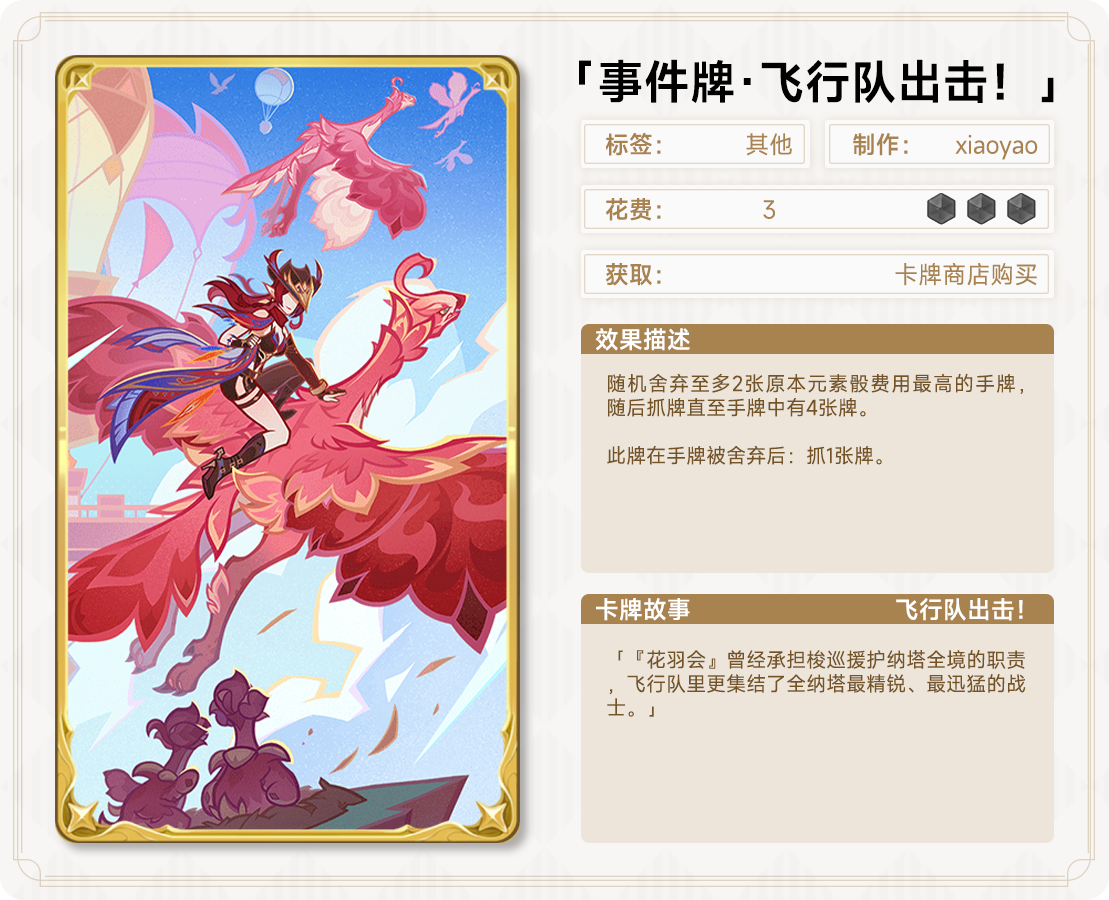 「事件牌·飞行队出击！」
标签： 其他
制作： xiaoyao
花费： 3
获取： 卡牌商店购买
效果描述
随机舍弃至多2张原本元素骰费用最高的手牌，
随后抓牌直至手牌中有4张牌。
此牌在手牌被舍弃后：抓1张牌。
卡牌故事 飞行队出击！
「『花羽会』曾经承担梭巡援护纳塔全境的职责
，飞行队里更集结了全纳塔最精锐、最迅猛的战
士。」